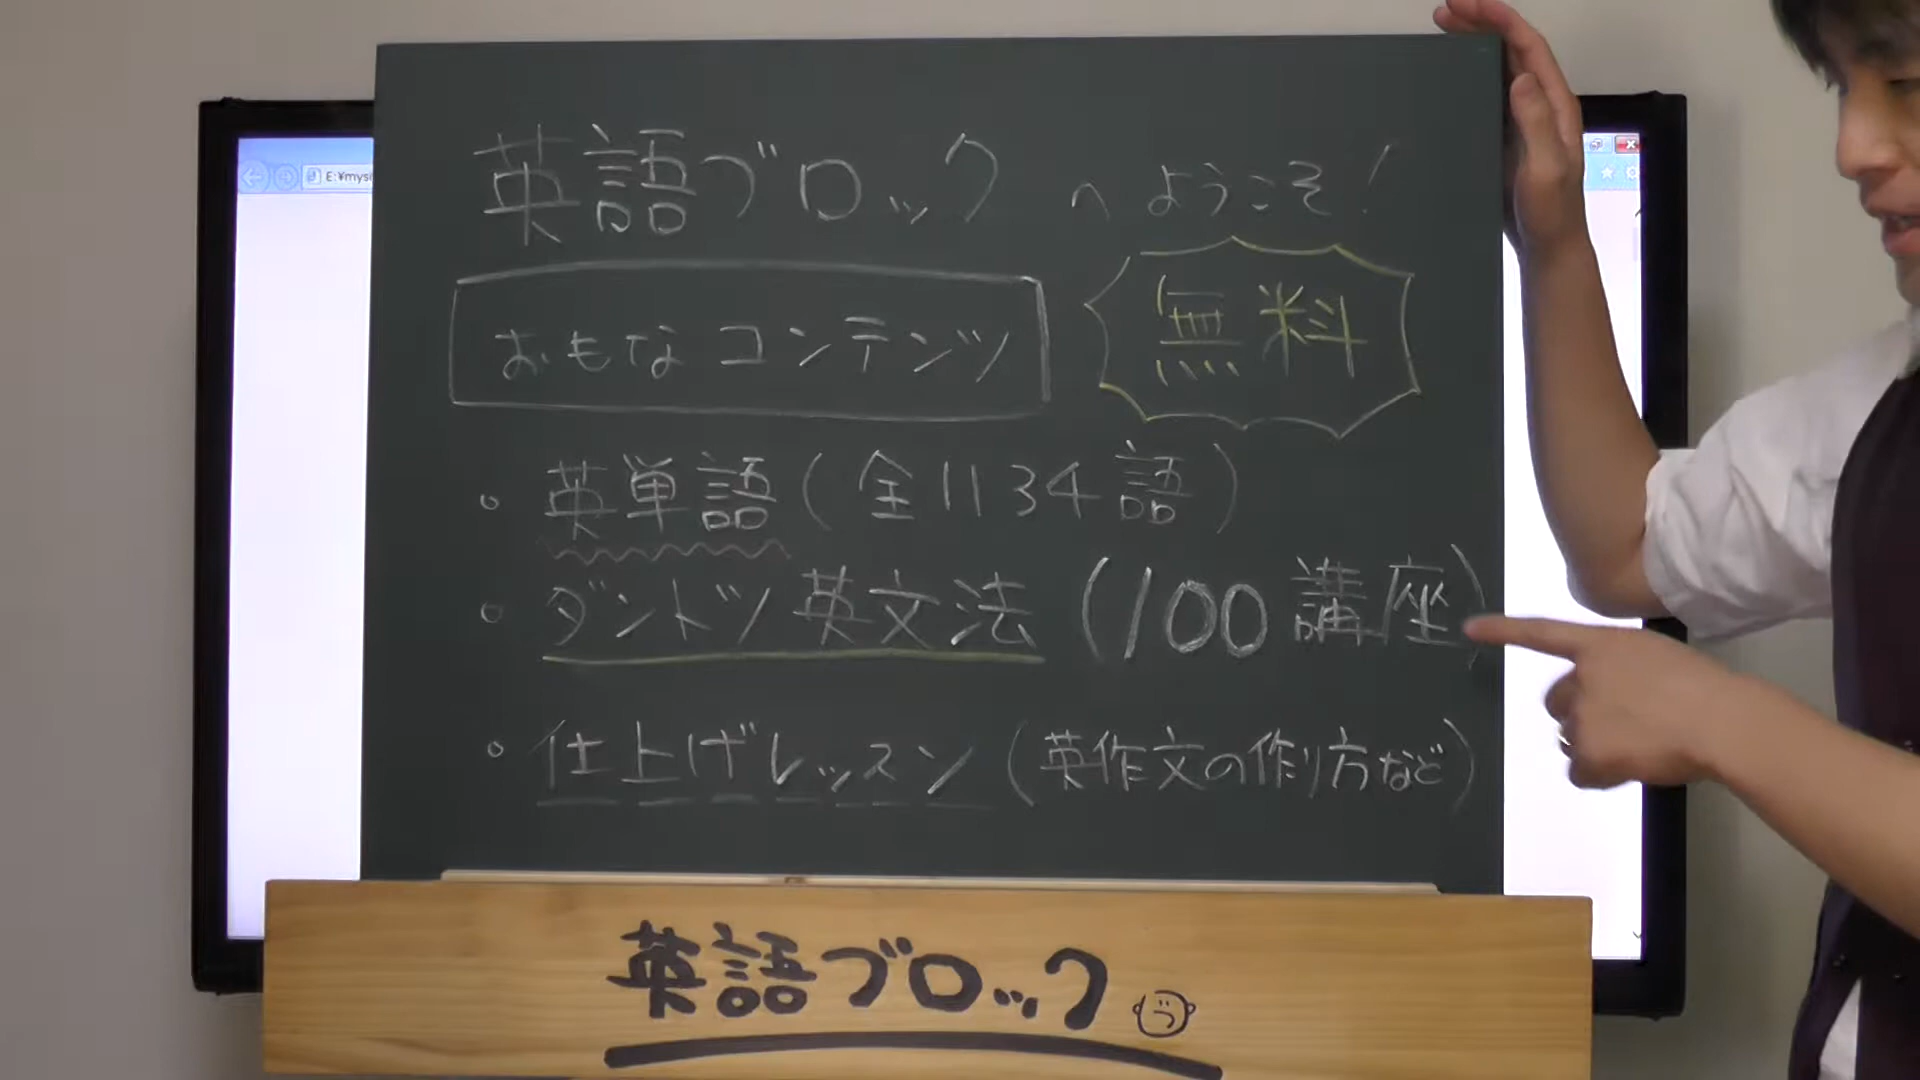 英語ブロックへようこそ!
おもなコンテンツ
無料
・英単語(全1134語)
・ダントツ英文法(100講座)
・仕上げレッスン(英作文の作り方など)
英語ブロック
E:¥mysi